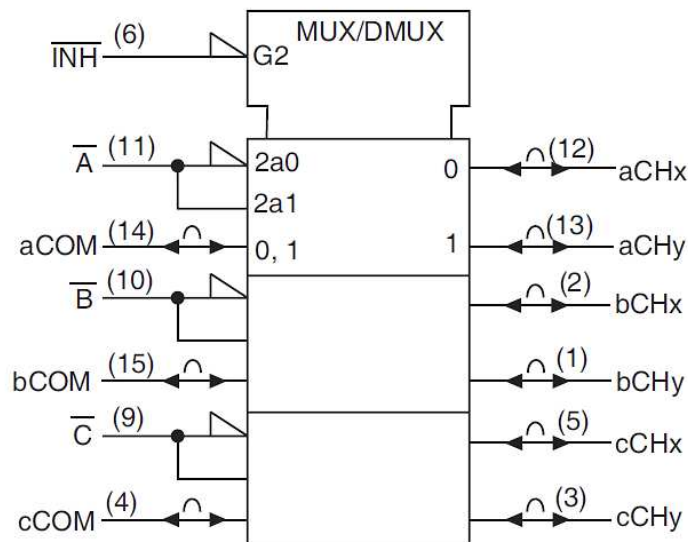 MUX/DMUX
I̅N̅H̅ (6) G2
A̅ (11) 2a0 0 (12) aCHx
2a1
aCOM (14) 0, 1 1 (13) aCHy
B̅ (10) (2) bCHx
bCOM (15) (1) bCHy
C̅ (9) (5) cCHx
cCOM (4) (3) cCHy